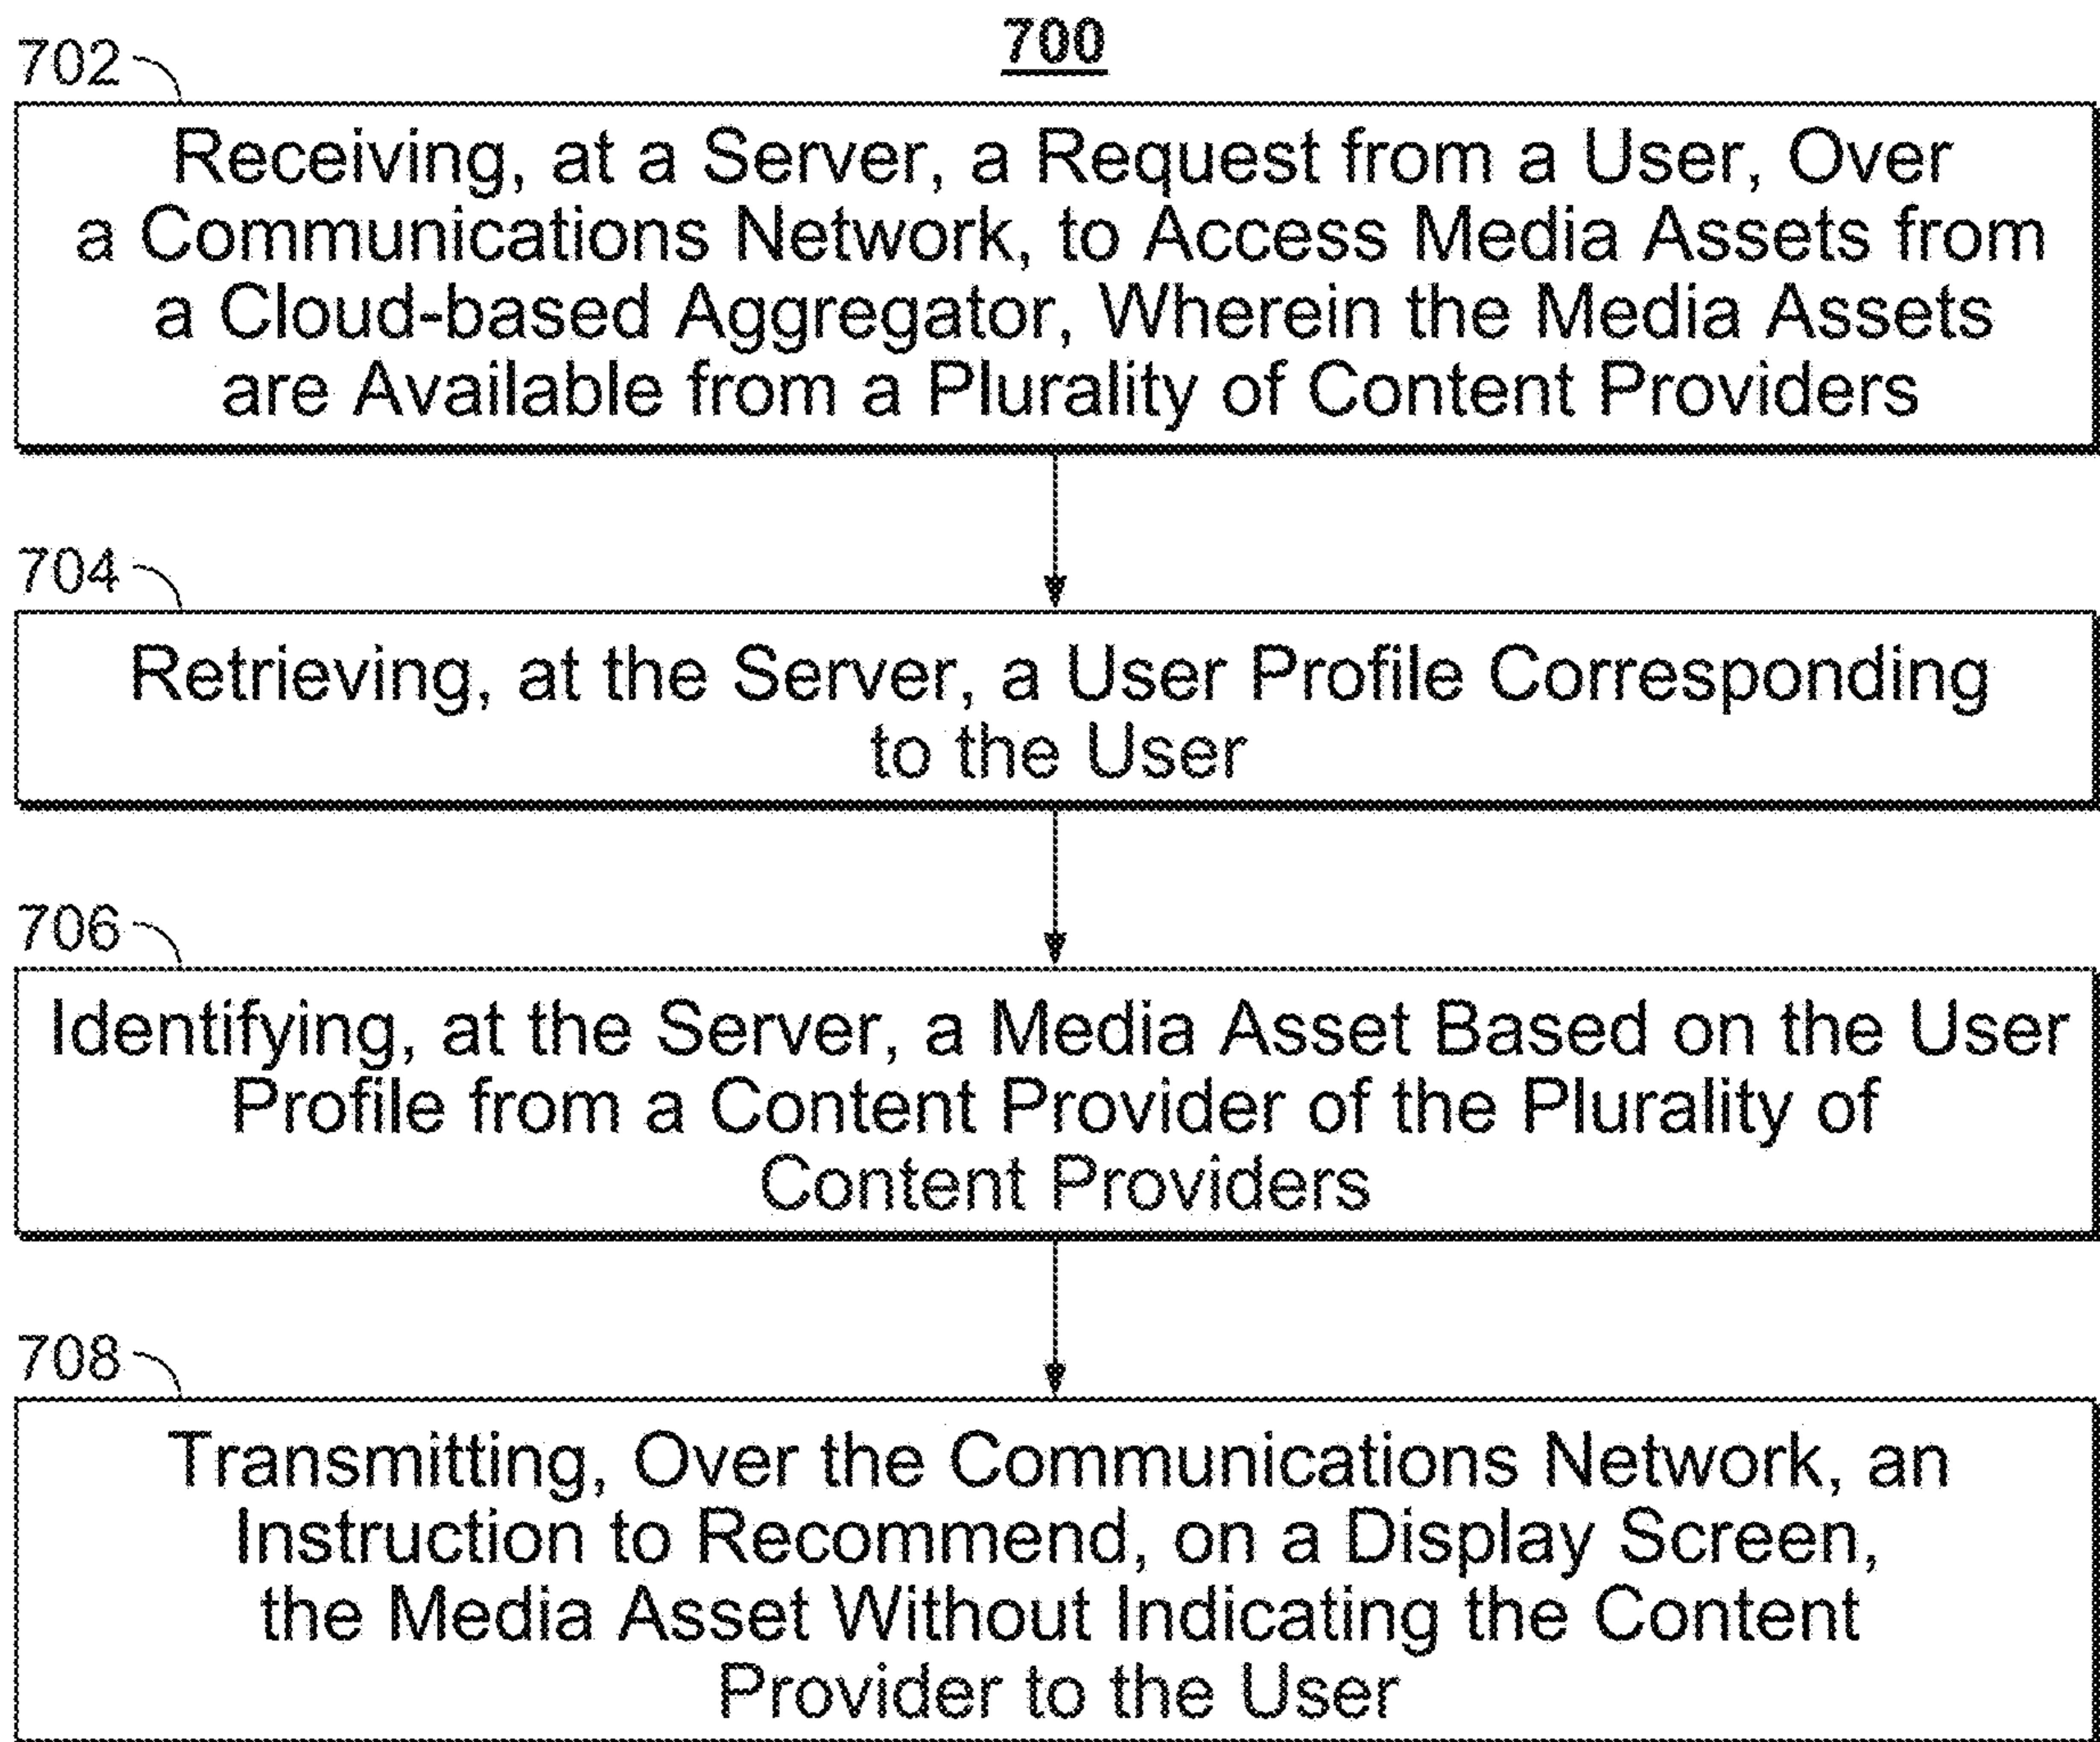 700
702
Receiving, at a Server, a Request from a User, Over
a Communications Network, to Access Media Assets from
a Cloud-based Aggregator, Wherein the Media Assets
are Available from a Plurality of Content Providers
704
Retrieving, at the Server, a User Profile Corresponding
to the User
706
Identifying, at the Server, a Media Asset Based on the User
Profile from a Content Provider of the Plurality of
Content Providers
708
Transmitting, Over the Communications Network, an
Instruction to Recommend, on a Display Screen,
the Media Asset Without Indicating the Content
Provider to the User